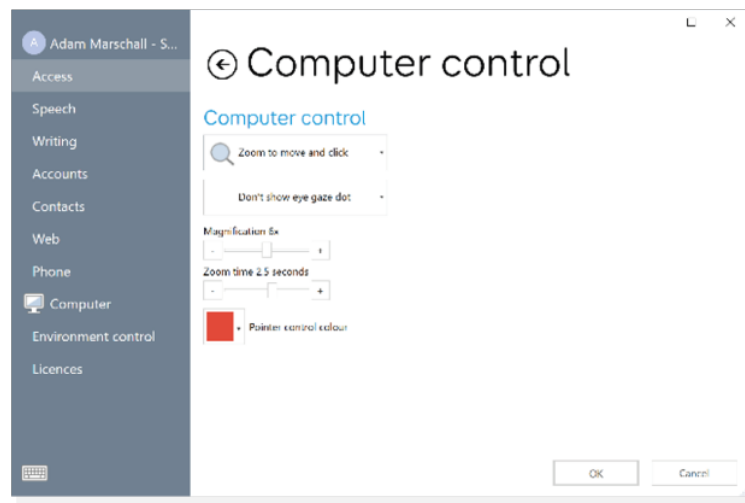 A
Adam Marschall - S...
Access
Speech
Writing
Accounts
Contacts
Web
Phone
Computer
Environment control
Licences
Computer control
Computer control
Zoom to move and click
Don't show eye gaze dot
Magnification 6x
- +
Zoom time 2.5 seconds
- +
Pointer control colour
OK
Cancel